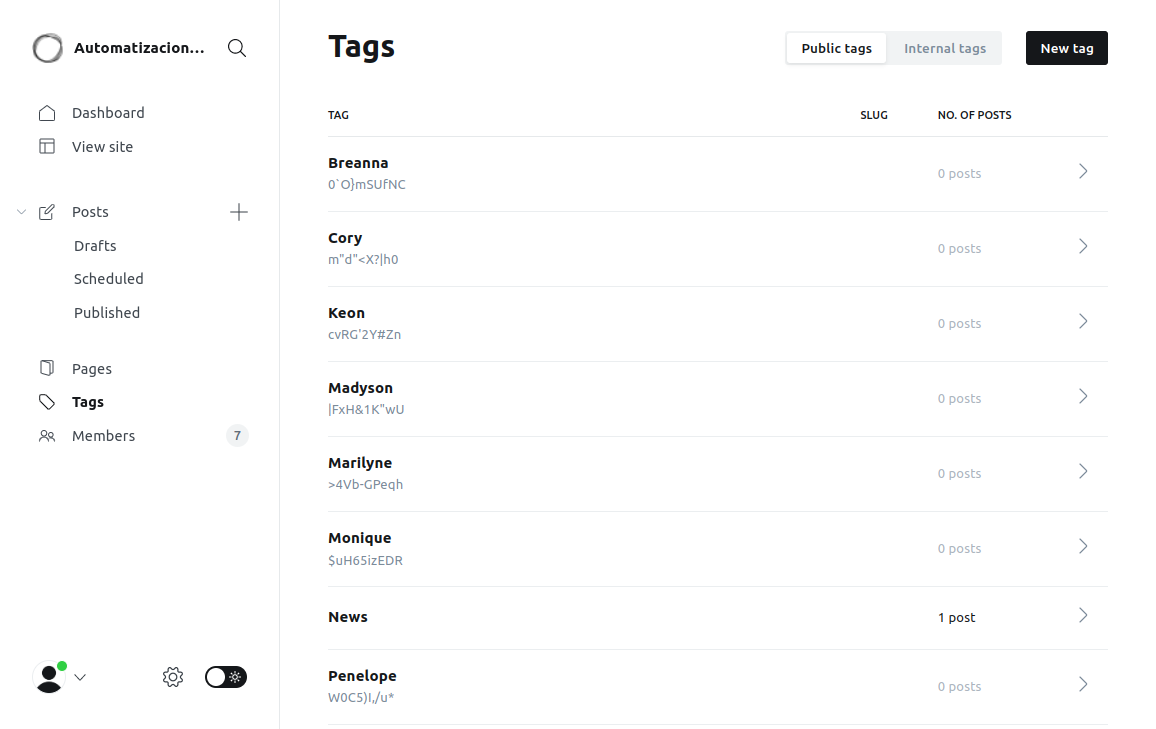 Automatizacion...
Dashboard
View site
Posts
Drafts
Scheduled
Published
Pages
Tags
Members 7
Tags
Public tags Internal tags New tag
TAG SLUG NO. OF POSTS
Breanna
0`O}mSUfNC 0 posts
Cory
m"d"<X?|h0 0 posts
Keon
cvRG'2Y#Zn 0 posts
Madyson
|FxH&1K"wU 0 posts
Marilyne
>4Vb-GPeqh 0 posts
Monique
$uH65izEDR 0 posts
News 1 post
Penelope
W0C5)I,/u* 0 posts